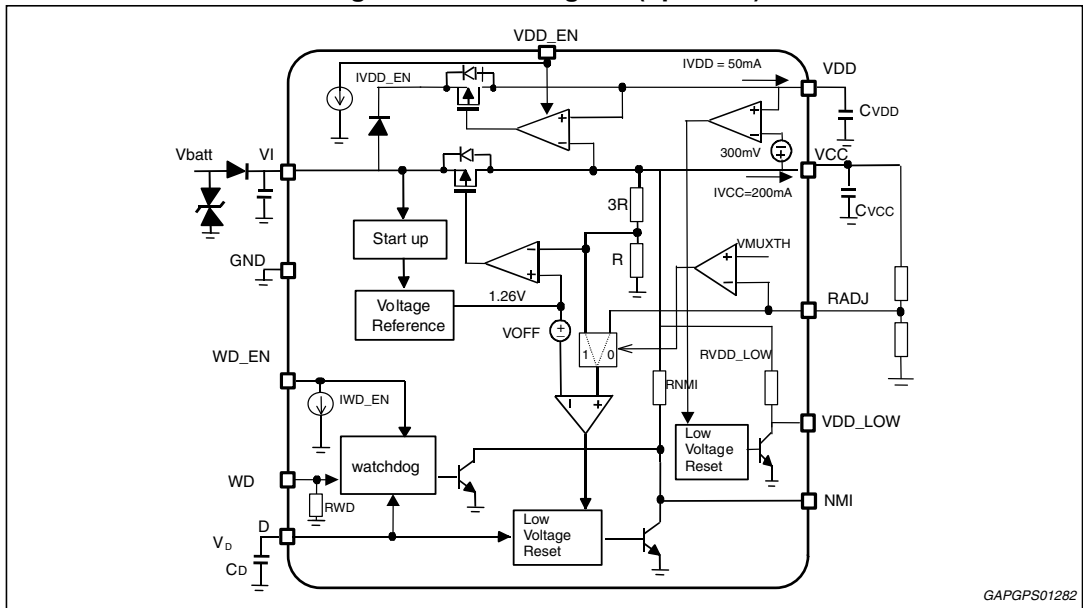 VDD_EN
IVDD_EN
IVDD = 50mA
VDD
CVDD
300mV
VCC
IVCC=200mA
CVCC
Vbatt
VI
3R
R
Start up
VMUXTH
GND
Voltage
Reference
1.26V
VOFF
RADJ
1
0
RVDD_LOW
WD_EN
IWD_EN
RNMI
VDD_LOW
Low
Voltage
Reset
watchdog
WD
RWD
NMI
D
VD
CD
Low
Voltage
Reset
GAPGPS01282